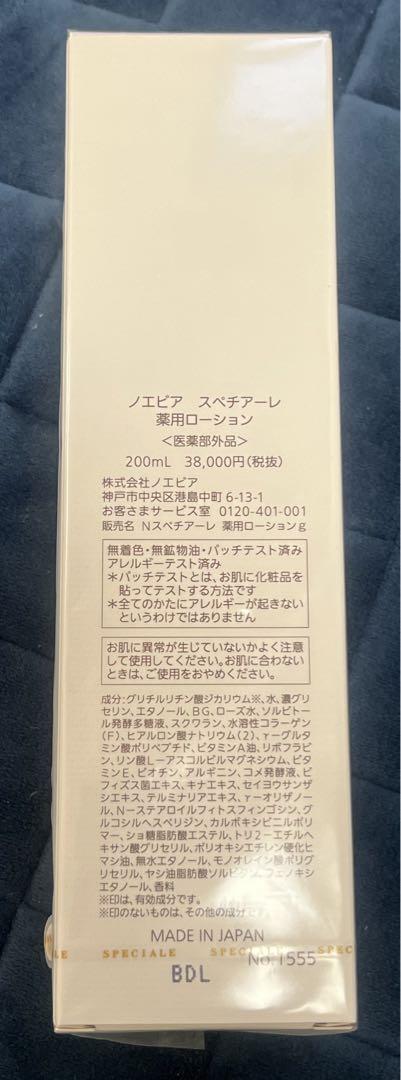 ノエビア スペチアーレ
薬用ローション
<医薬部外品>
200mL 38,000円(税抜)
株式会社ノエビア
神戸市中央区港島中町6-13-1
お客さまサービス室 0120-401-001
販売名 Nスペチアーレ 薬用ローションg
無着色・無鉱物油・パッチテスト済み
アレルギーテスト済み
*パッチテストとは、お肌に化粧品を
貼ってテストする方法です
*全てのかたにアレルギーが起きない
というわけではありません
お肌に異常が生じていないかよく注意
して使用してください。お肌に合わない
ときは、ご使用をおやめください。
成分:グリチルリチン酸ジカリウム※、水、濃グリ
セリン、エタノール、BG、ローズ水、ソルビトー
ル発酵多糖液、スクワラン、水溶性コラーゲン
(F)、ヒアルロン酸ナトリウム(2)、γーグルタ
ミン酸ポリペプチド、ビタミンA油、リボフラビ
ン、リン酸L-アスコルビルマグネシウム、ビタ
ミンE、ビオチン、アルギニン、コメ発酵液、ビ
フィズス菌エキス、キナエキス、セイヨウサンザ
シエキス、テルミナリアエキス、γーオリザノー
ル、N-ステアロイルフィトスフィンゴシン、グ
ルコシルヘスペリジン、カルボキシビニルポリ
マー、ショ糖脂肪酸エステル、トリ2-エチルヘ
キサン酸グリセリル、ポリオキシエチレン硬化ヒ
マシ油、無水エタノール、モノオレイン酸ポリグ
リセリル、ヤシ油脂肪酸ソルビタン、フェノキシ
エタノール、香料
※印は、有効成分です。
※印のないものは、その他の成分です。
MADE IN JAPAN
No.1555
LE SPECIALE SPECIALE SPE
BDL